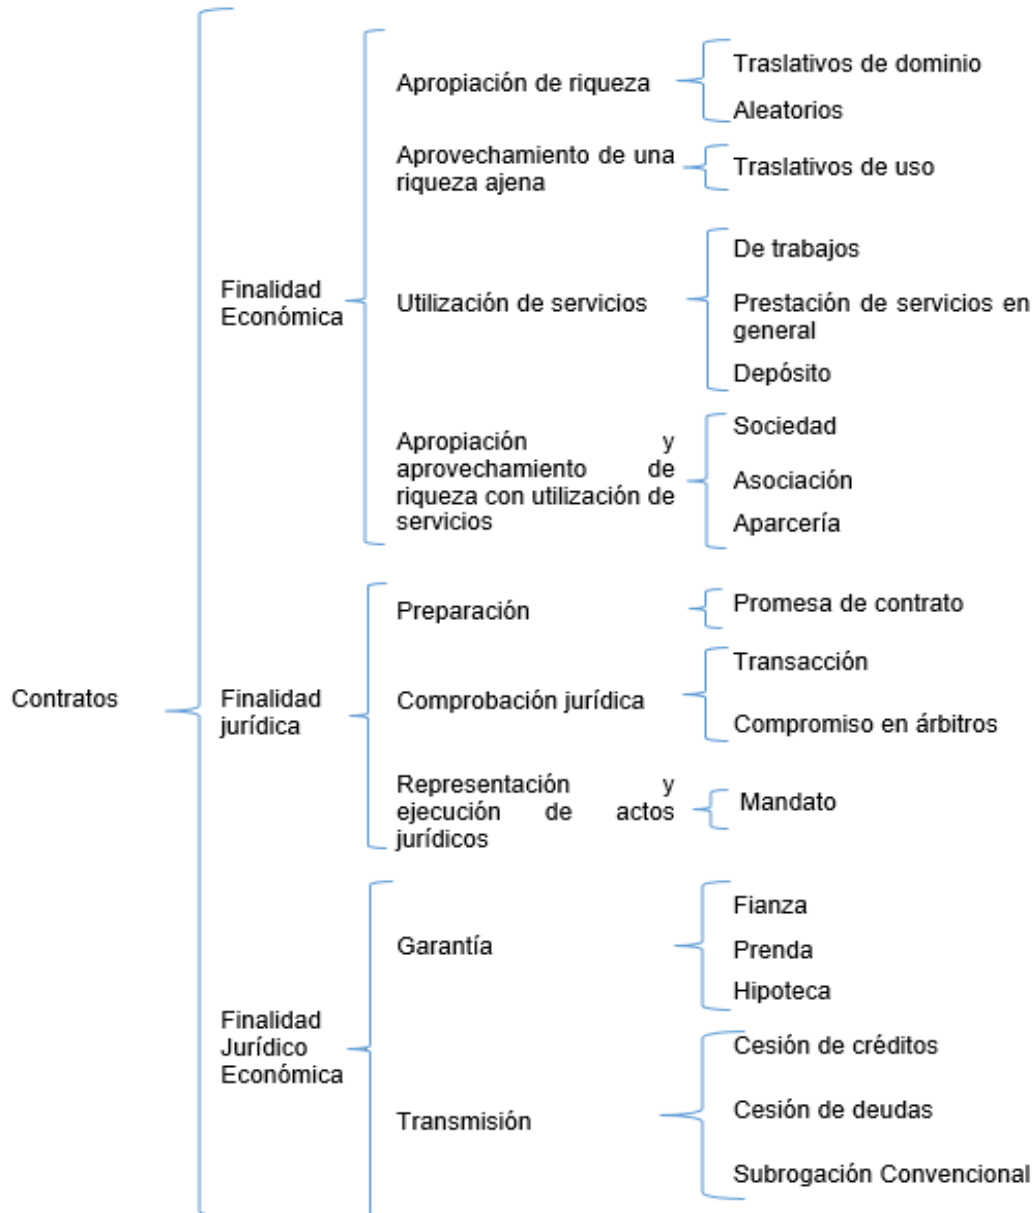 Contratos
Finalidad
Económica
Apropiación de riqueza
Traslativos de dominio
Aleatorios
Aprovechamiento de una
riqueza ajena
Traslativos de uso
Utilización de servicios
De trabajos
Prestación de servicios en
general
Depósito
Apropiación y
aprovechamiento de
riqueza con utilización de
servicios
Sociedad
Asociación
Aparcería
Finalidad
jurídica
Preparación
Promesa de contrato
Comprobación jurídica
Transacción
Compromiso en árbitros
Representación y
ejecución de actos
jurídicos
Mandato
Finalidad
Jurídico
Económica
Garantía
Fianza
Prenda
Hipoteca
Transmisión
Cesión de créditos
Cesión de deudas
Subrogación Convencional